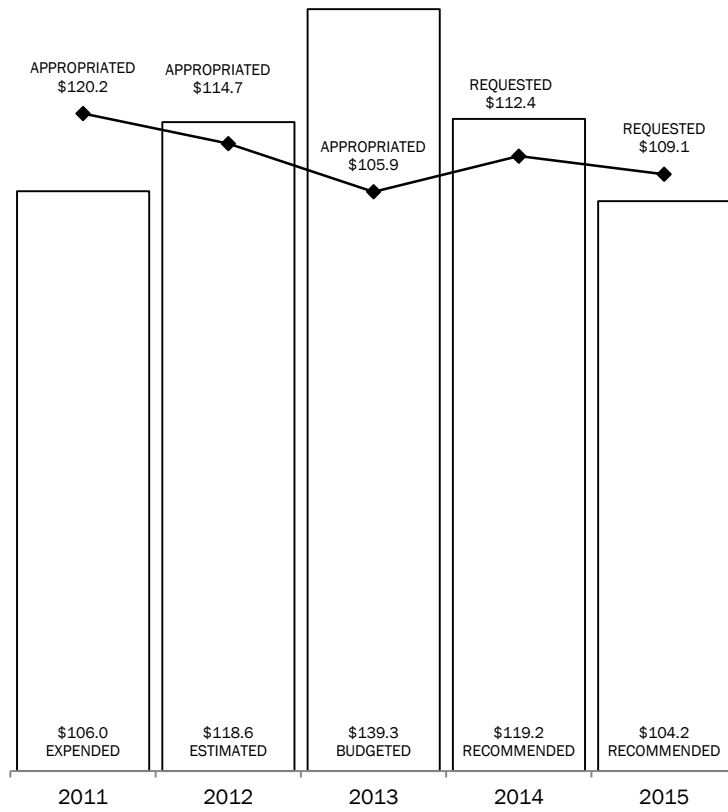 APPROPRIATED
$120.2
APPROPRIATED
$114.7
APPROPRIATED
$105.9
REQUESTED
$112.4
REQUESTED
$109.1
$106.0
EXPENDED
$118.6
ESTIMATED
$139.3
BUDGETED
$119.2
RECOMMENDED
$104.2
RECOMMENDED
2011
2012
2013
2014
2015